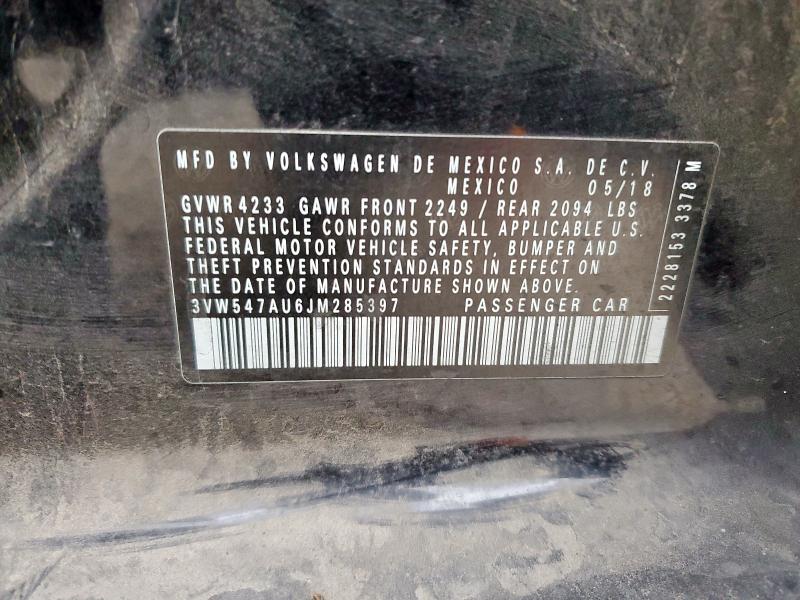 MFD BY VOLKSWAGEN DE MEXICO S.A. DE C.V.
MEXICO 05/18
GVWR 4233 GAWR FRONT 2249 / REAR 2094 LBS
THIS VEHICLE CONFORMS TO ALL APPLICABLE U.S.
FEDERAL MOTOR VEHICLE SAFETY, BUMPER AND
THEFT PREVENTION STANDARDS IN EFFECT ON
THE DATE OF MANUFACTURE SHOWN ABOVE.
3VW547AU6JM285397 PASSENGER CAR
2228153 3378 M